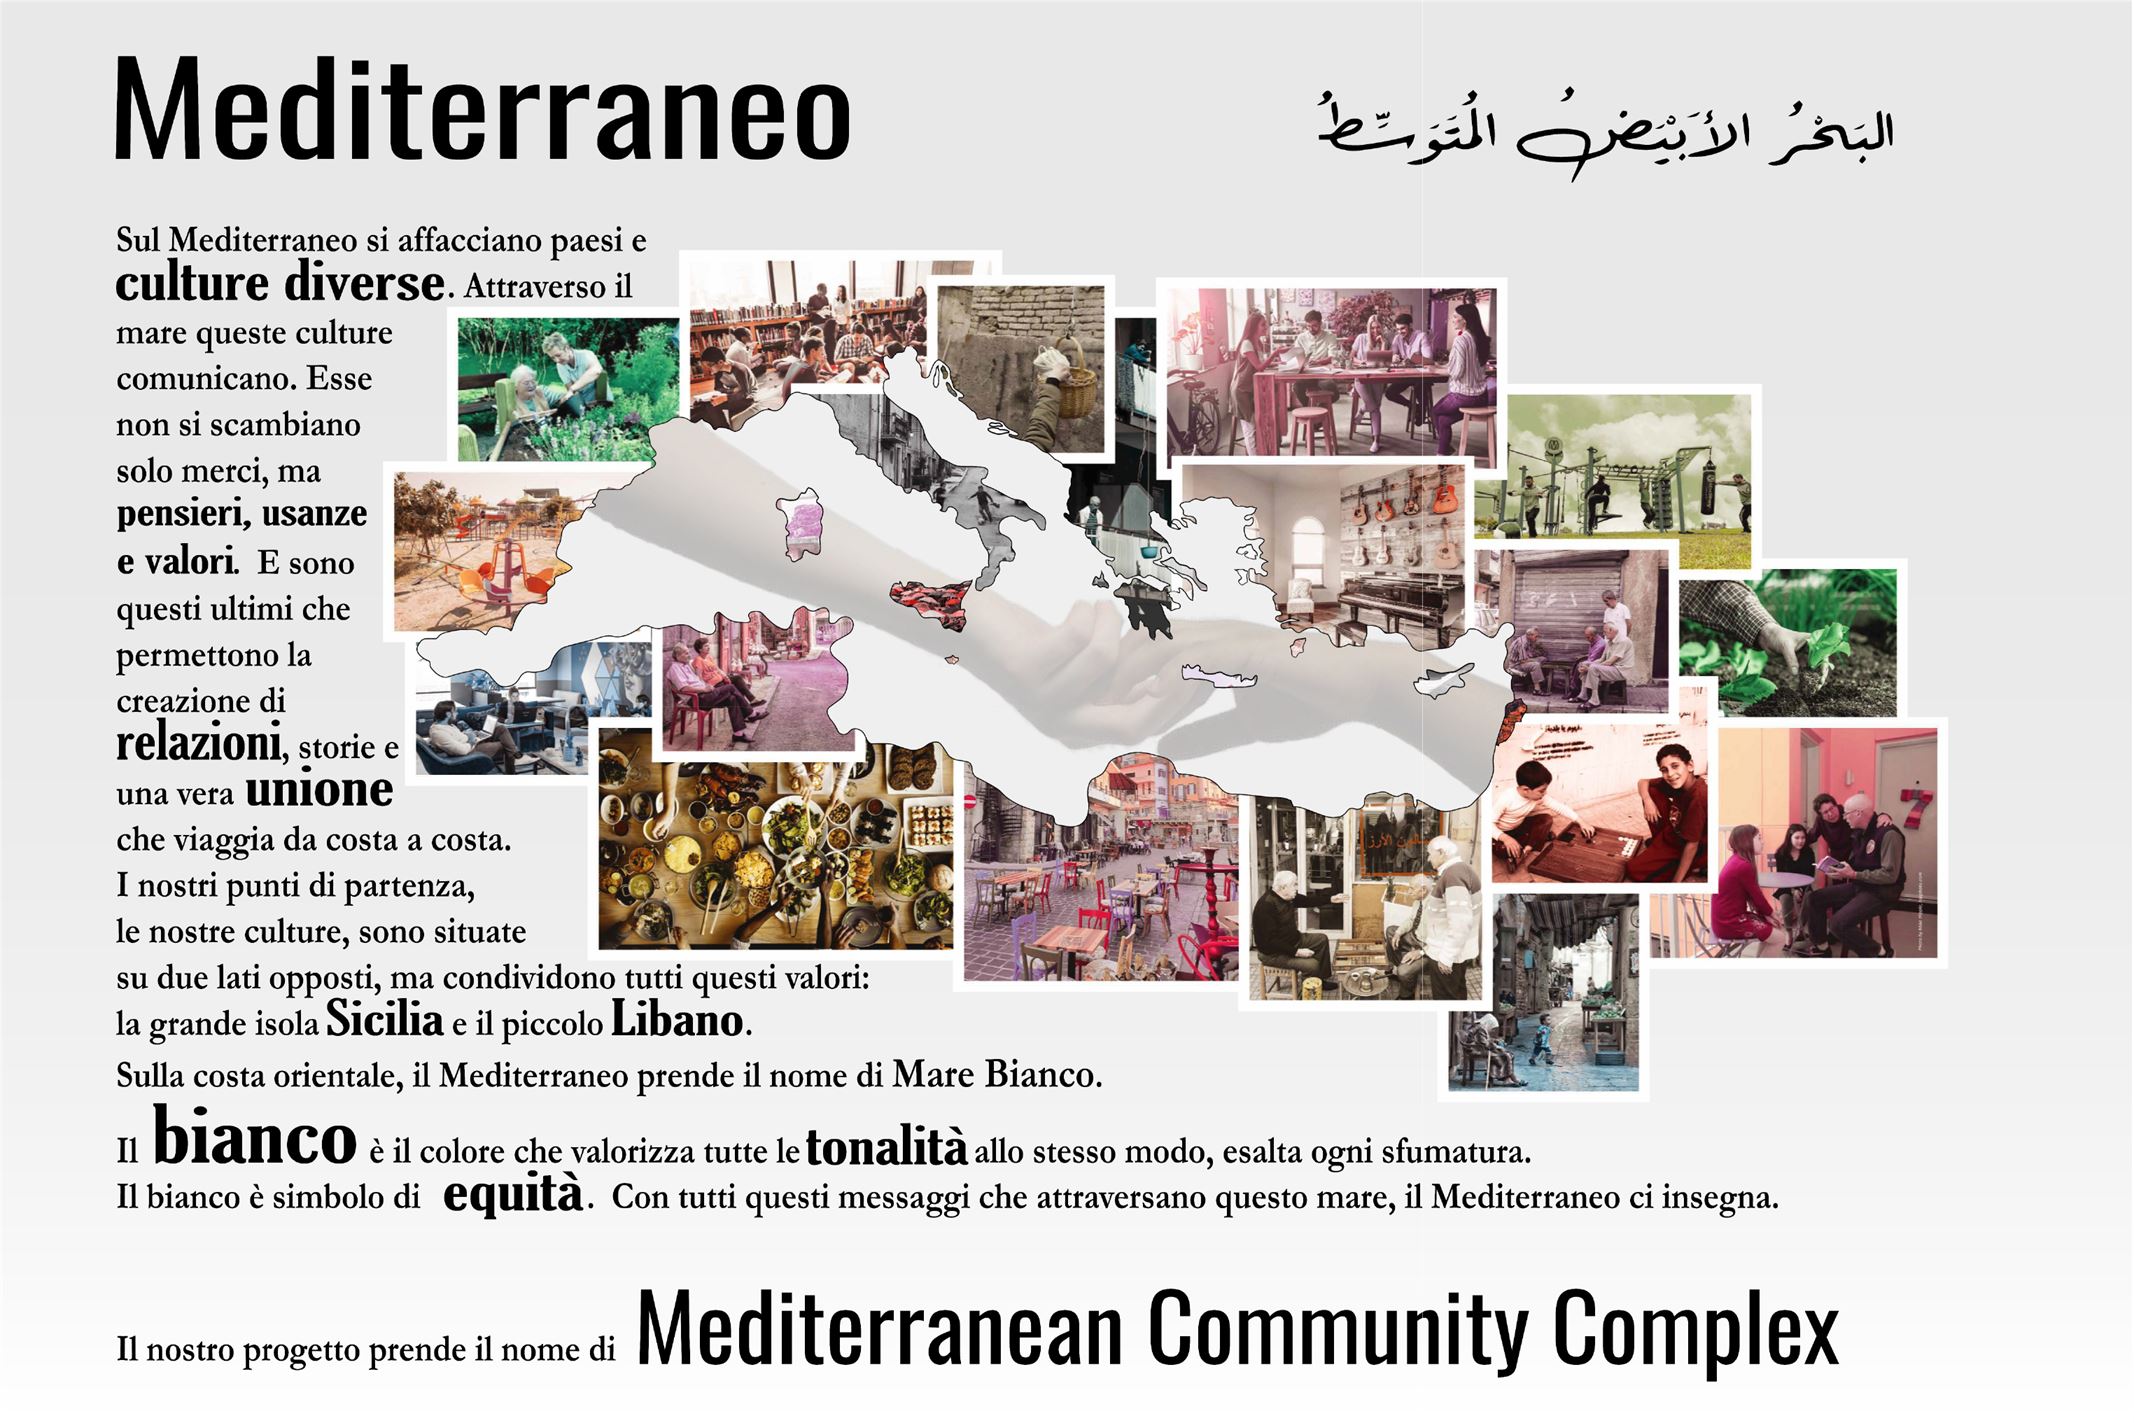 Mediterraneo
البَحْرُ الأَبْيَضُ المُتَوَسِّطُ
Sul Mediterraneo si affacciano paesi e
culture diverse. Attraverso il
mare queste culture
comunicano. Esse
non si scambiano
solo merci, ma
pensieri, usanze
e valori. E sono
questi ultimi che
permettono la
creazione di
relazioni, storie e
una vera unione
che viaggia da costa a costa.
I nostri punti di partenza,
le nostre culture, sono situate
su due lati opposti, ma condividono tutti questi valori:
la grande isola Sicilia e il piccolo Libano.
Sulla costa orientale, il Mediterraneo prende il nome di Mare Bianco.
Il bianco è il colore che valorizza tutte le tonalità allo stesso modo, esalta ogni sfumatura.
Il bianco è simbolo di equità. Con tutti questi messaggi che attraversano questo mare, il Mediterraneo ci insegna.
Il nostro progetto prende il nome di Mediterranean Community Complex